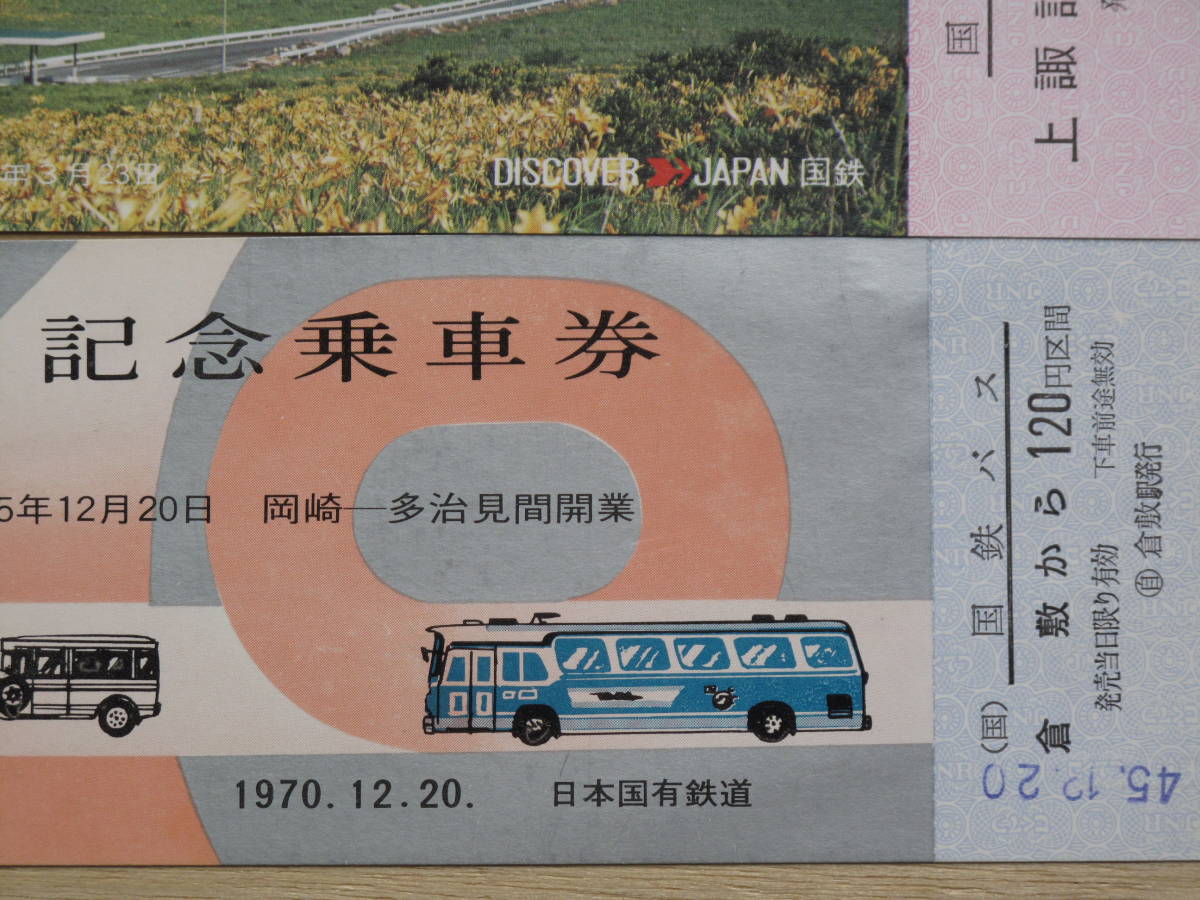 年3月23日
DISCOVER JAPAN 国鉄
国
上諏訪
記念乗車券
5年12月20日 岡崎―多治見間開業
1970.12.20. 日本国有鉄道
(国) 国鉄バス
倉敷から120円区間
発売当日限り有効 下車前途無効
㊀倉敷駅発行
45.12.20